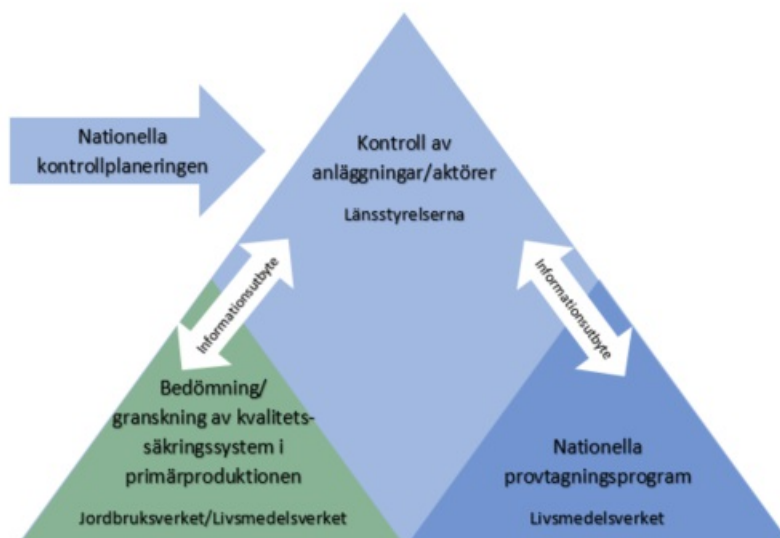 Nationella
kontrollplaneringen
Kontroll av
anläggningar/aktörer
Länsstyrelserna
Informationsutbyte
Informationsutbyte
Bedömning/
granskning av kvalitets-
säkringssystem i
primärproduktionen
Jordbruksverket/Livsmedelsverket
Nationella
provtagningsprogram
Livsmedelsverket